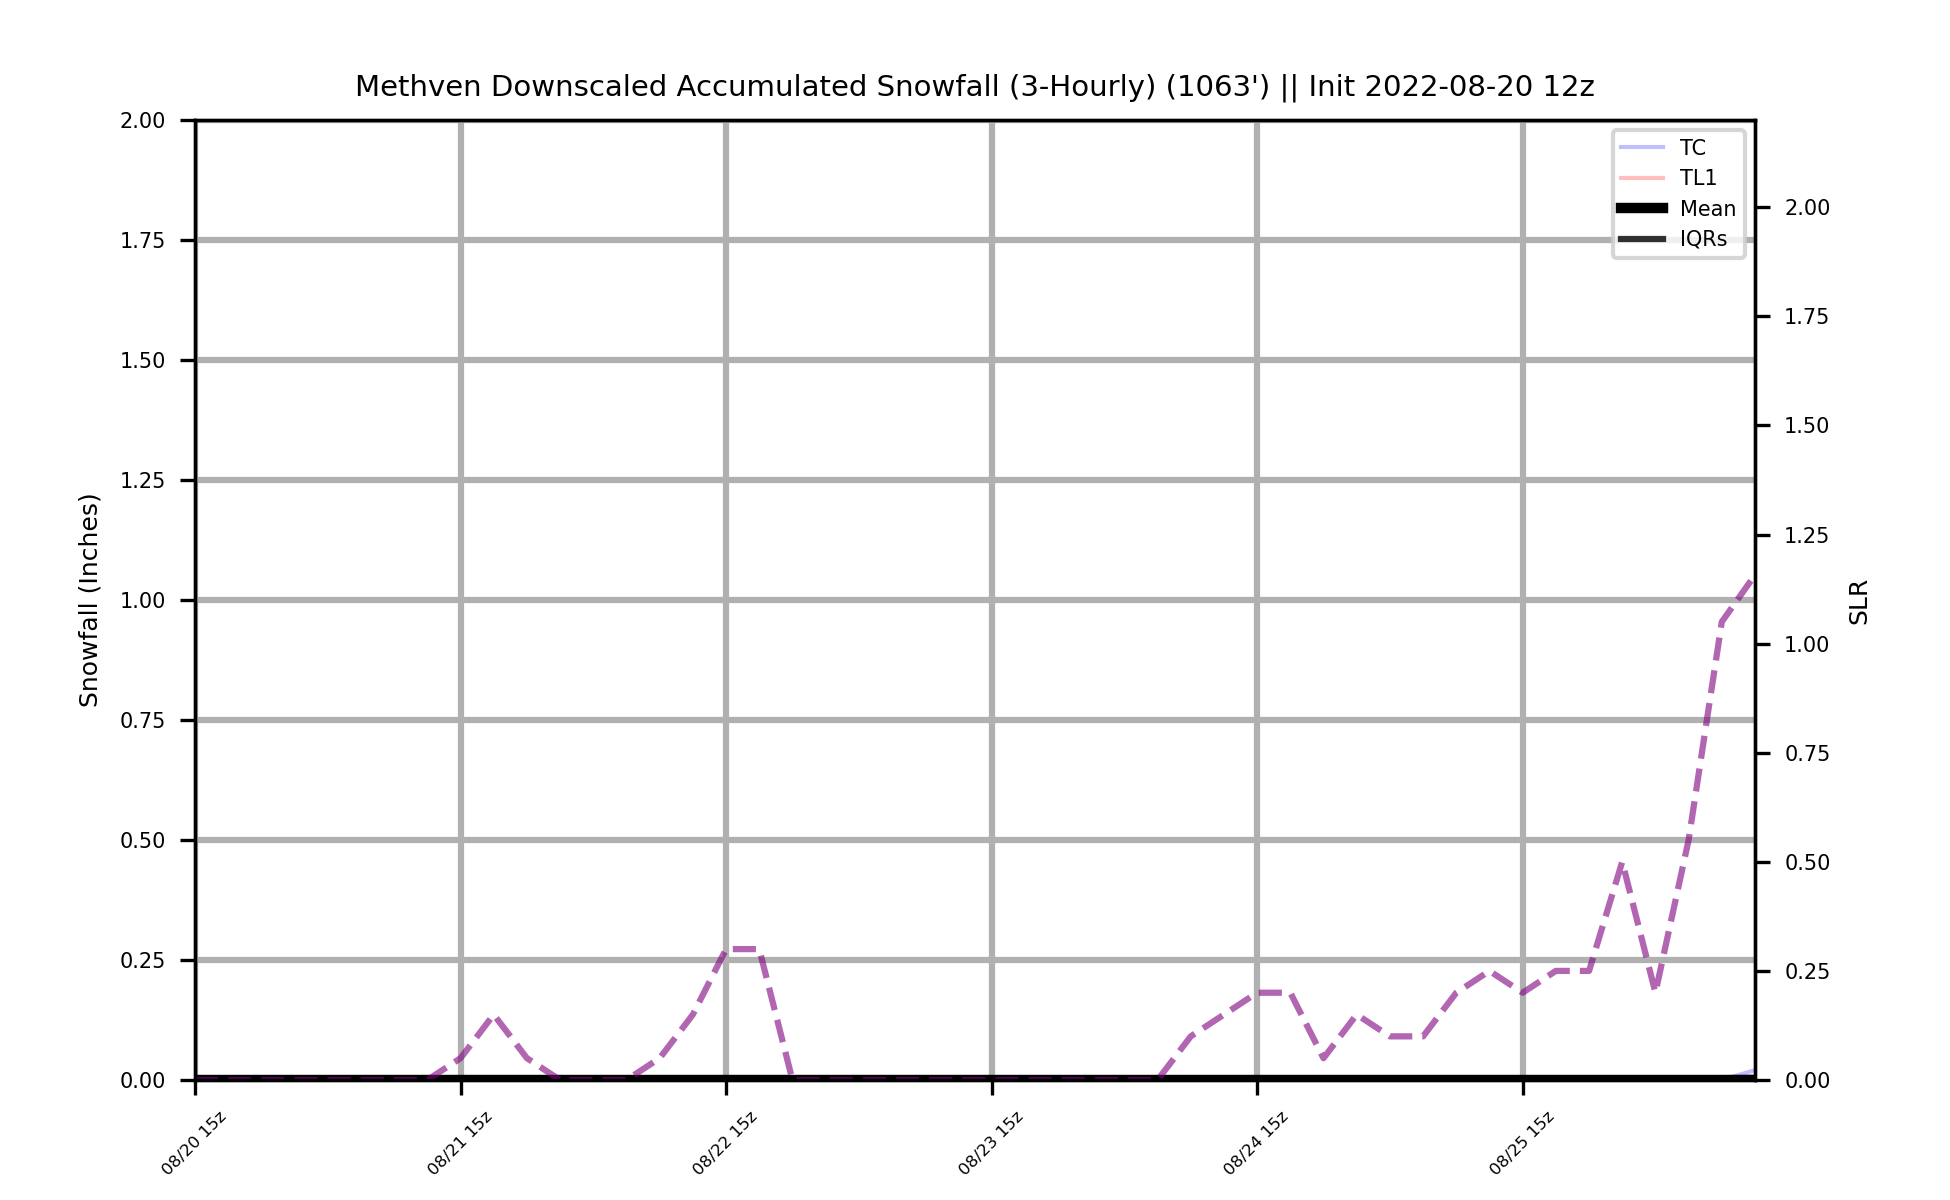 Methven Downscaled Accumulated Snowfall (3-Hourly) (1063') || Init 2022-08-20 12z
2.00
1.75
1.50
1.25
1.00
0.75
0.50
0.25
0.00
Snowfall (Inches)
TC
TL1
Mean
IQRs
2.00
1.75
1.50
1.25
1.00
0.75
0.50
0.25
0.00
SLR
08/20 15z
08/21 15z
08/22 15z
08/23 15z
08/24 15z
08/25 15z